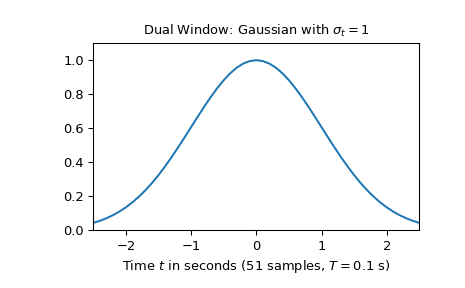 Dual Window: Gaussian with σ_t = 1
1.0
0.8
0.6
0.4
0.2
0.0
−2 −1 0 1 2
Time t in seconds (51 samples, T = 0.1 s)